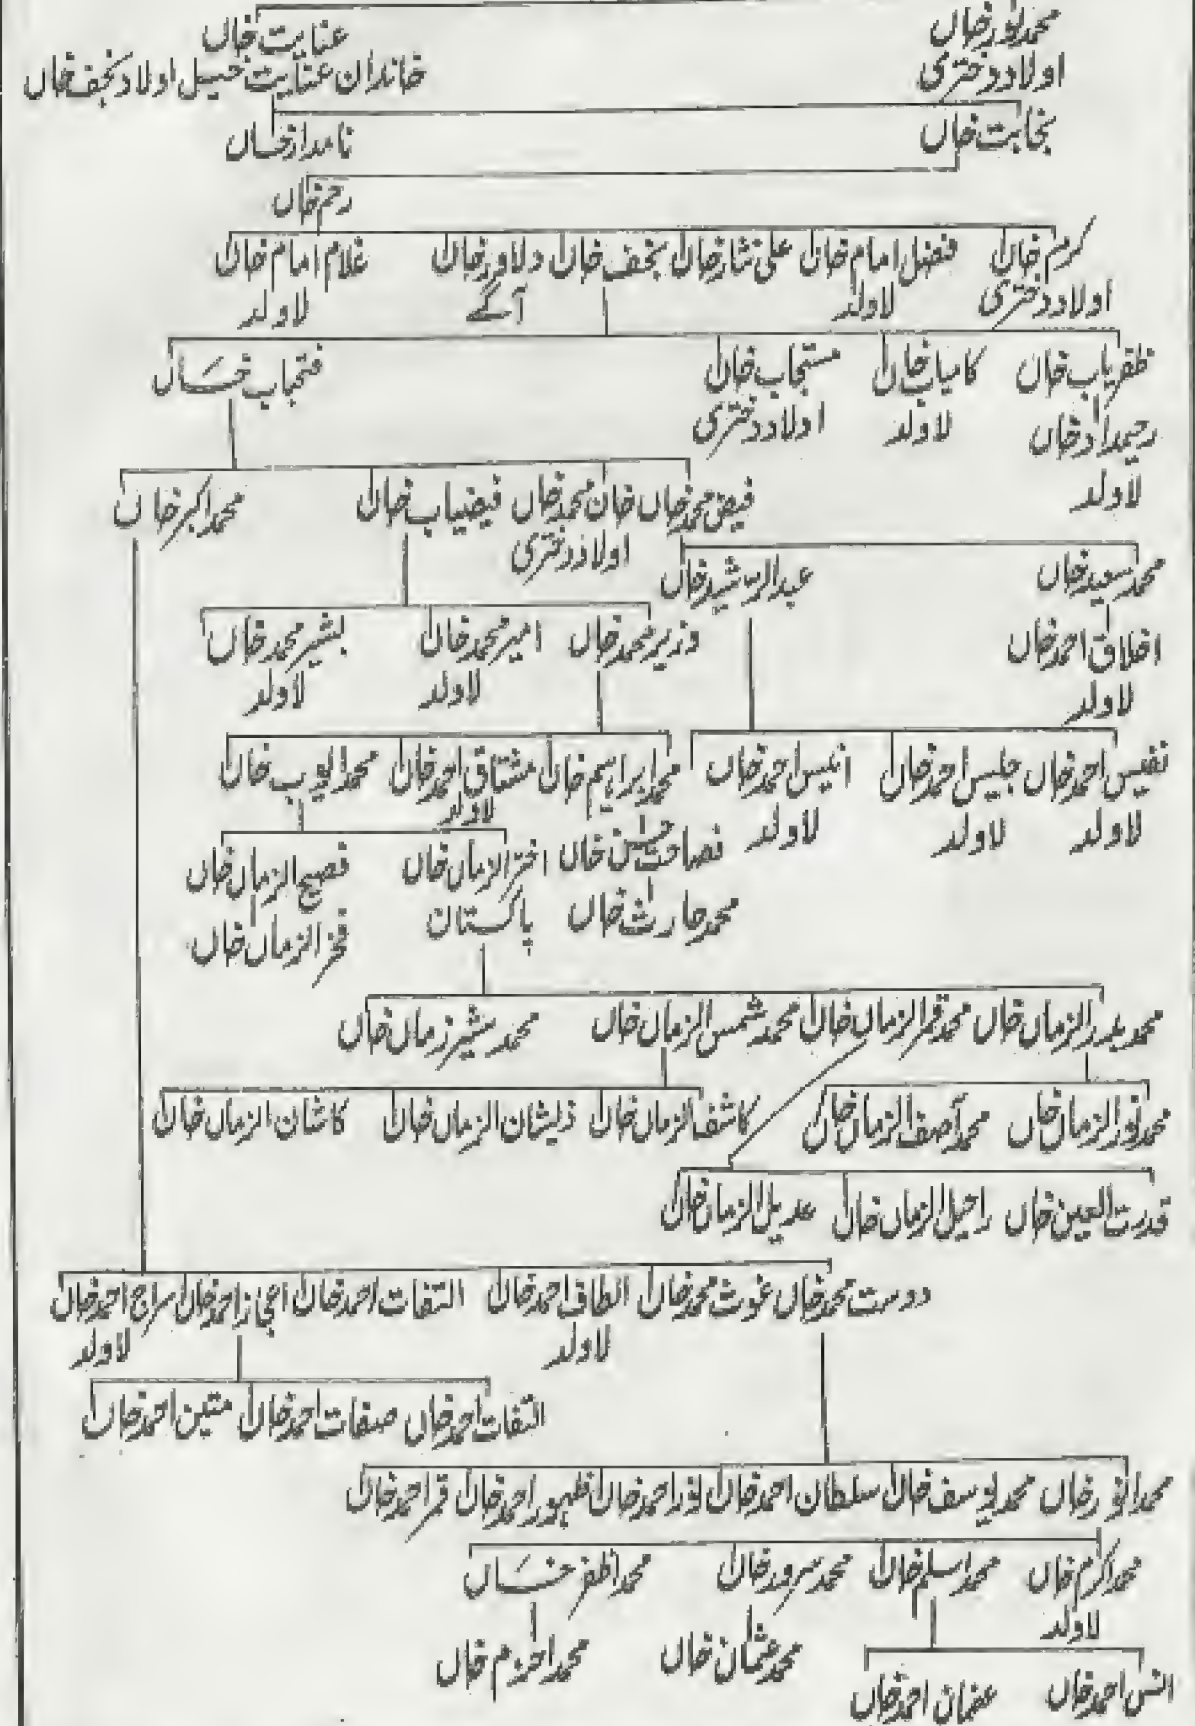 محمد نور خاں عنایت خاں
اولاد دختری خاندان عنایت خیل اولاد نجف خاں
نجابت خاں نامدار خاں
رحم خاں
کرم خاں فضل امام خاں علی نثار خاں نجف خاں دلاور خاں غلام امام خاں
اولاد دختری لاولد آگے لاولد
ظفریاب خاں کامیاب خاں مستجاب خاں فتحیاب خاں
رحیمداد خاں لاولد اولاد دختری
لاولد
فیض محمد خاں خان محمد خاں فیضیاب خاں محمد اکبر خاں
اولاد دختری
محمد سعید خاں عبدالرشید خاں
اخلاق احمد خاں وزیر محمد خاں امیر محمد خاں بشیر محمد خاں
لاولد لاولد لاولد
نفیس احمد خاں جلیس احمد خاں انیس احمد خاں محمد ابراہیم خاں مشتاق احمد خاں محمد ایوب خاں
لاولد لاولد لاولد لاولد
فصاحت حسین خاں اختر الزماں خاں فصیح الزماں خاں
محمد حارث خاں پاکستان فخر الزماں خاں
محمد بدر الزماں خاں محمد قمر الزماں خاں محمد شمس الزماں خاں محمد مشیر زماں خاں
محمد نور الزماں خاں محمد آصف الزماں خاں کاشف الزماں خاں ذیشان الزماں خاں کاشان الزماں خاں
قدرت العین خاں راحیل الزماں خاں عدیل الزماں خاں
دوست محمد خاں غوث محمد خاں الطاف احمد خاں التفات احمد خاں اعجاز احمد خاں سراج احمد خاں
لاولد لاولد
التفات احمد خاں صفات احمد خاں متین احمد خاں
محمد انور خاں محمد یوسف خاں سلطان احمد خاں نور احمد خاں ظہور احمد خاں قمر احمد خاں
محمد اکرم خاں محمد اسلم خاں محمد سرور خاں محمد اظفر خساں
لاولد محمد عثمان خاں محمد احزم خاں
انس احمد خاں عفان احمد خاں